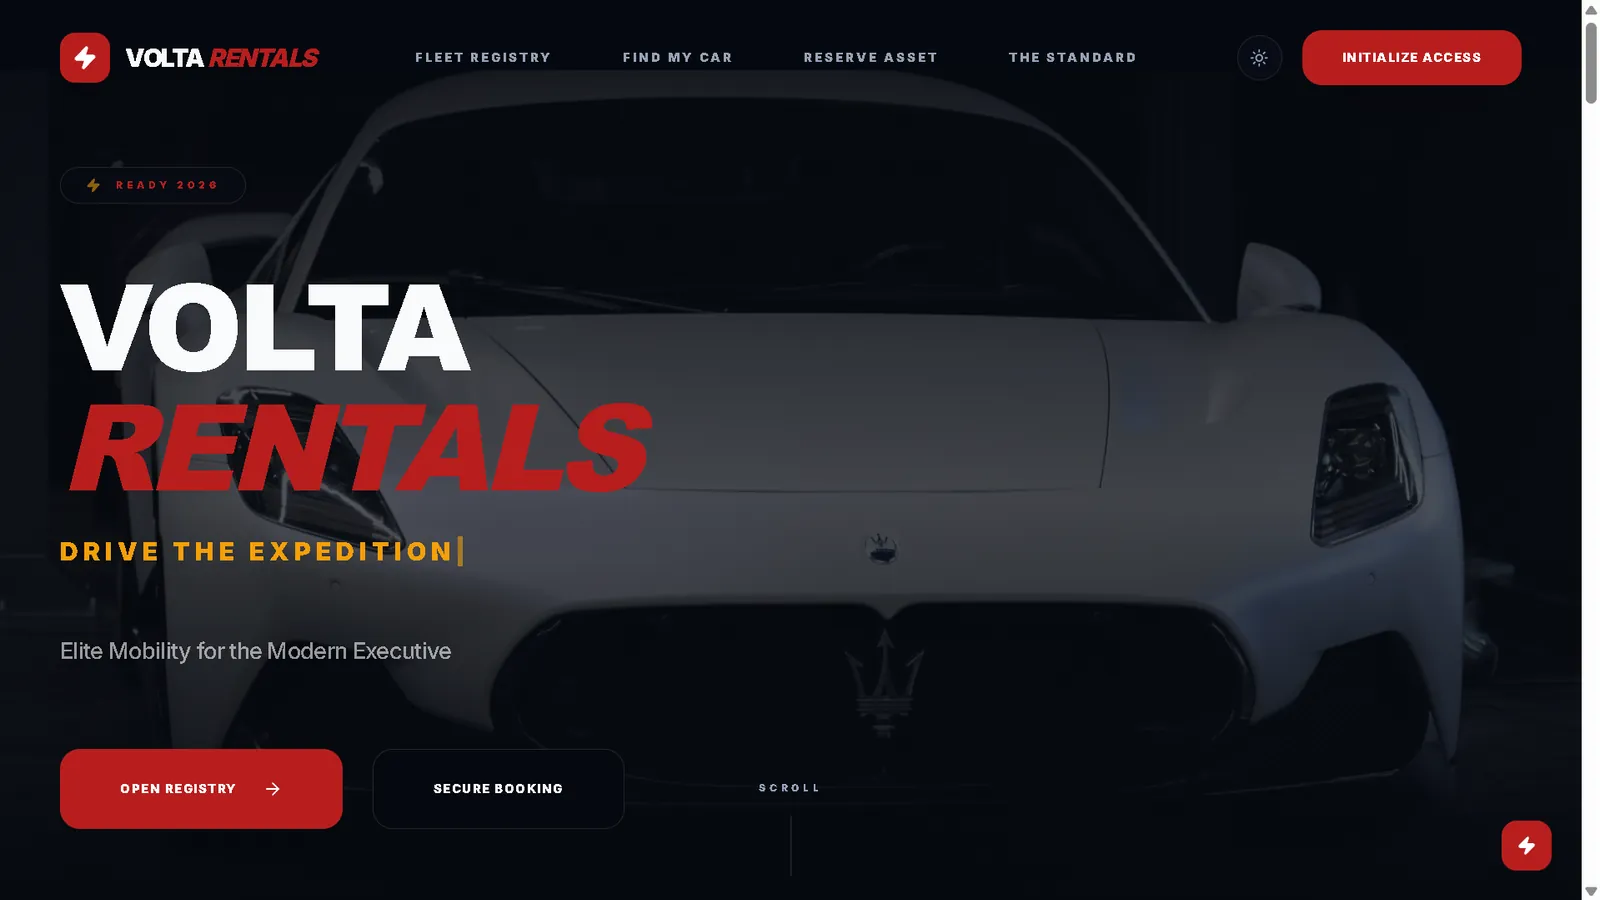 VOLTA RENTALS
FLEET REGISTRY
FIND MY CAR
RESERVE ASSET
THE STANDARD
INITIALIZE ACCESS
READY 2026
VOLTA
RENTALS
DRIVE THE EXPEDITION
Elite Mobility for the Modern Executive
OPEN REGISTRY
SECURE BOOKING
SCROLL